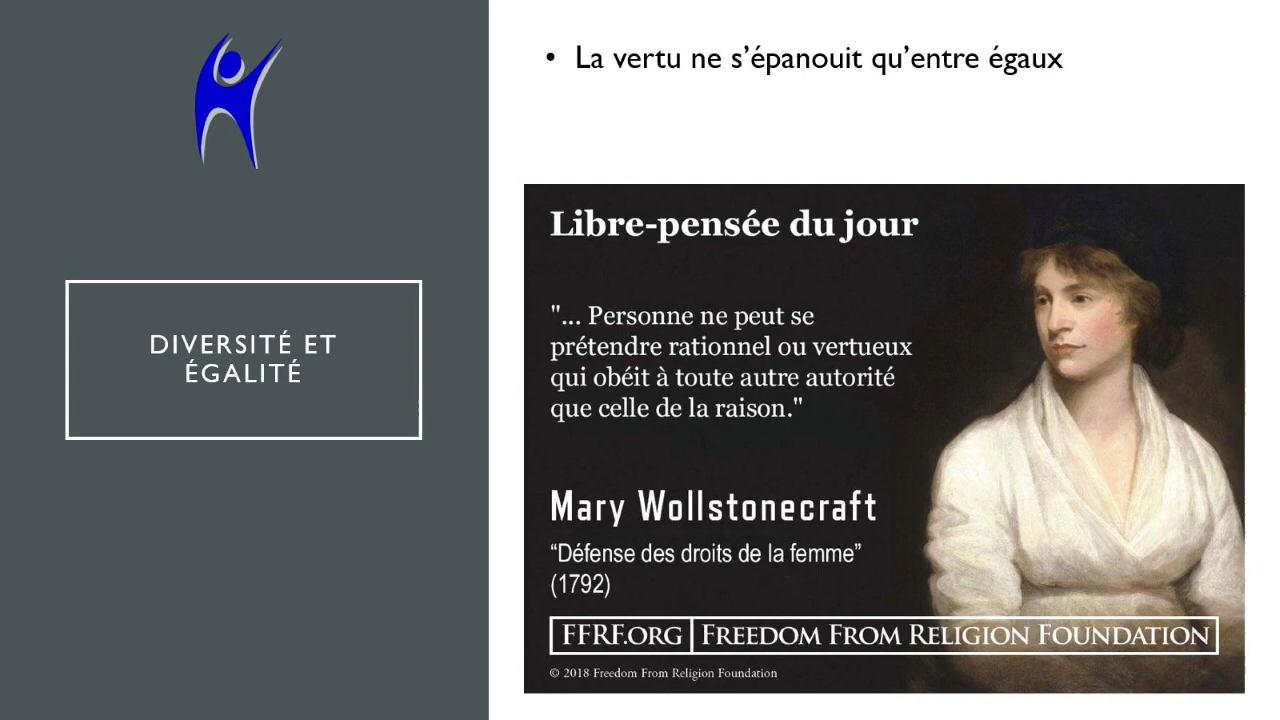 DIVERSITÉ ET
ÉGALITÉ
• La vertu ne s’épanouit qu’entre égaux
Libre-pensée du jour
"... Personne ne peut se
prétendre rationnel ou vertueux
qui obéit à toute autre autorité
que celle de la raison."
Mary Wollstonecraft
“Défense des droits de la femme”
(1792)
FFRF.ORG FREEDOM FROM RELIGION FOUNDATION
© 2018 Freedom From Religion Foundation